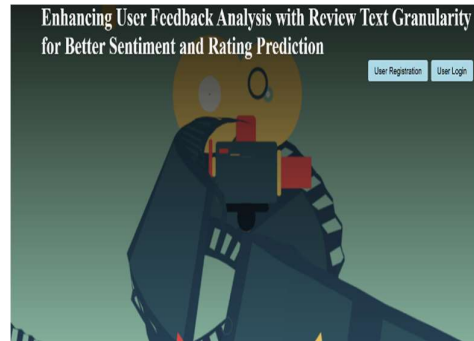 Enhancing User Feedback Analysis with Review Text Granularity
for Better Sentiment and Rating Prediction
User Registration
User Login